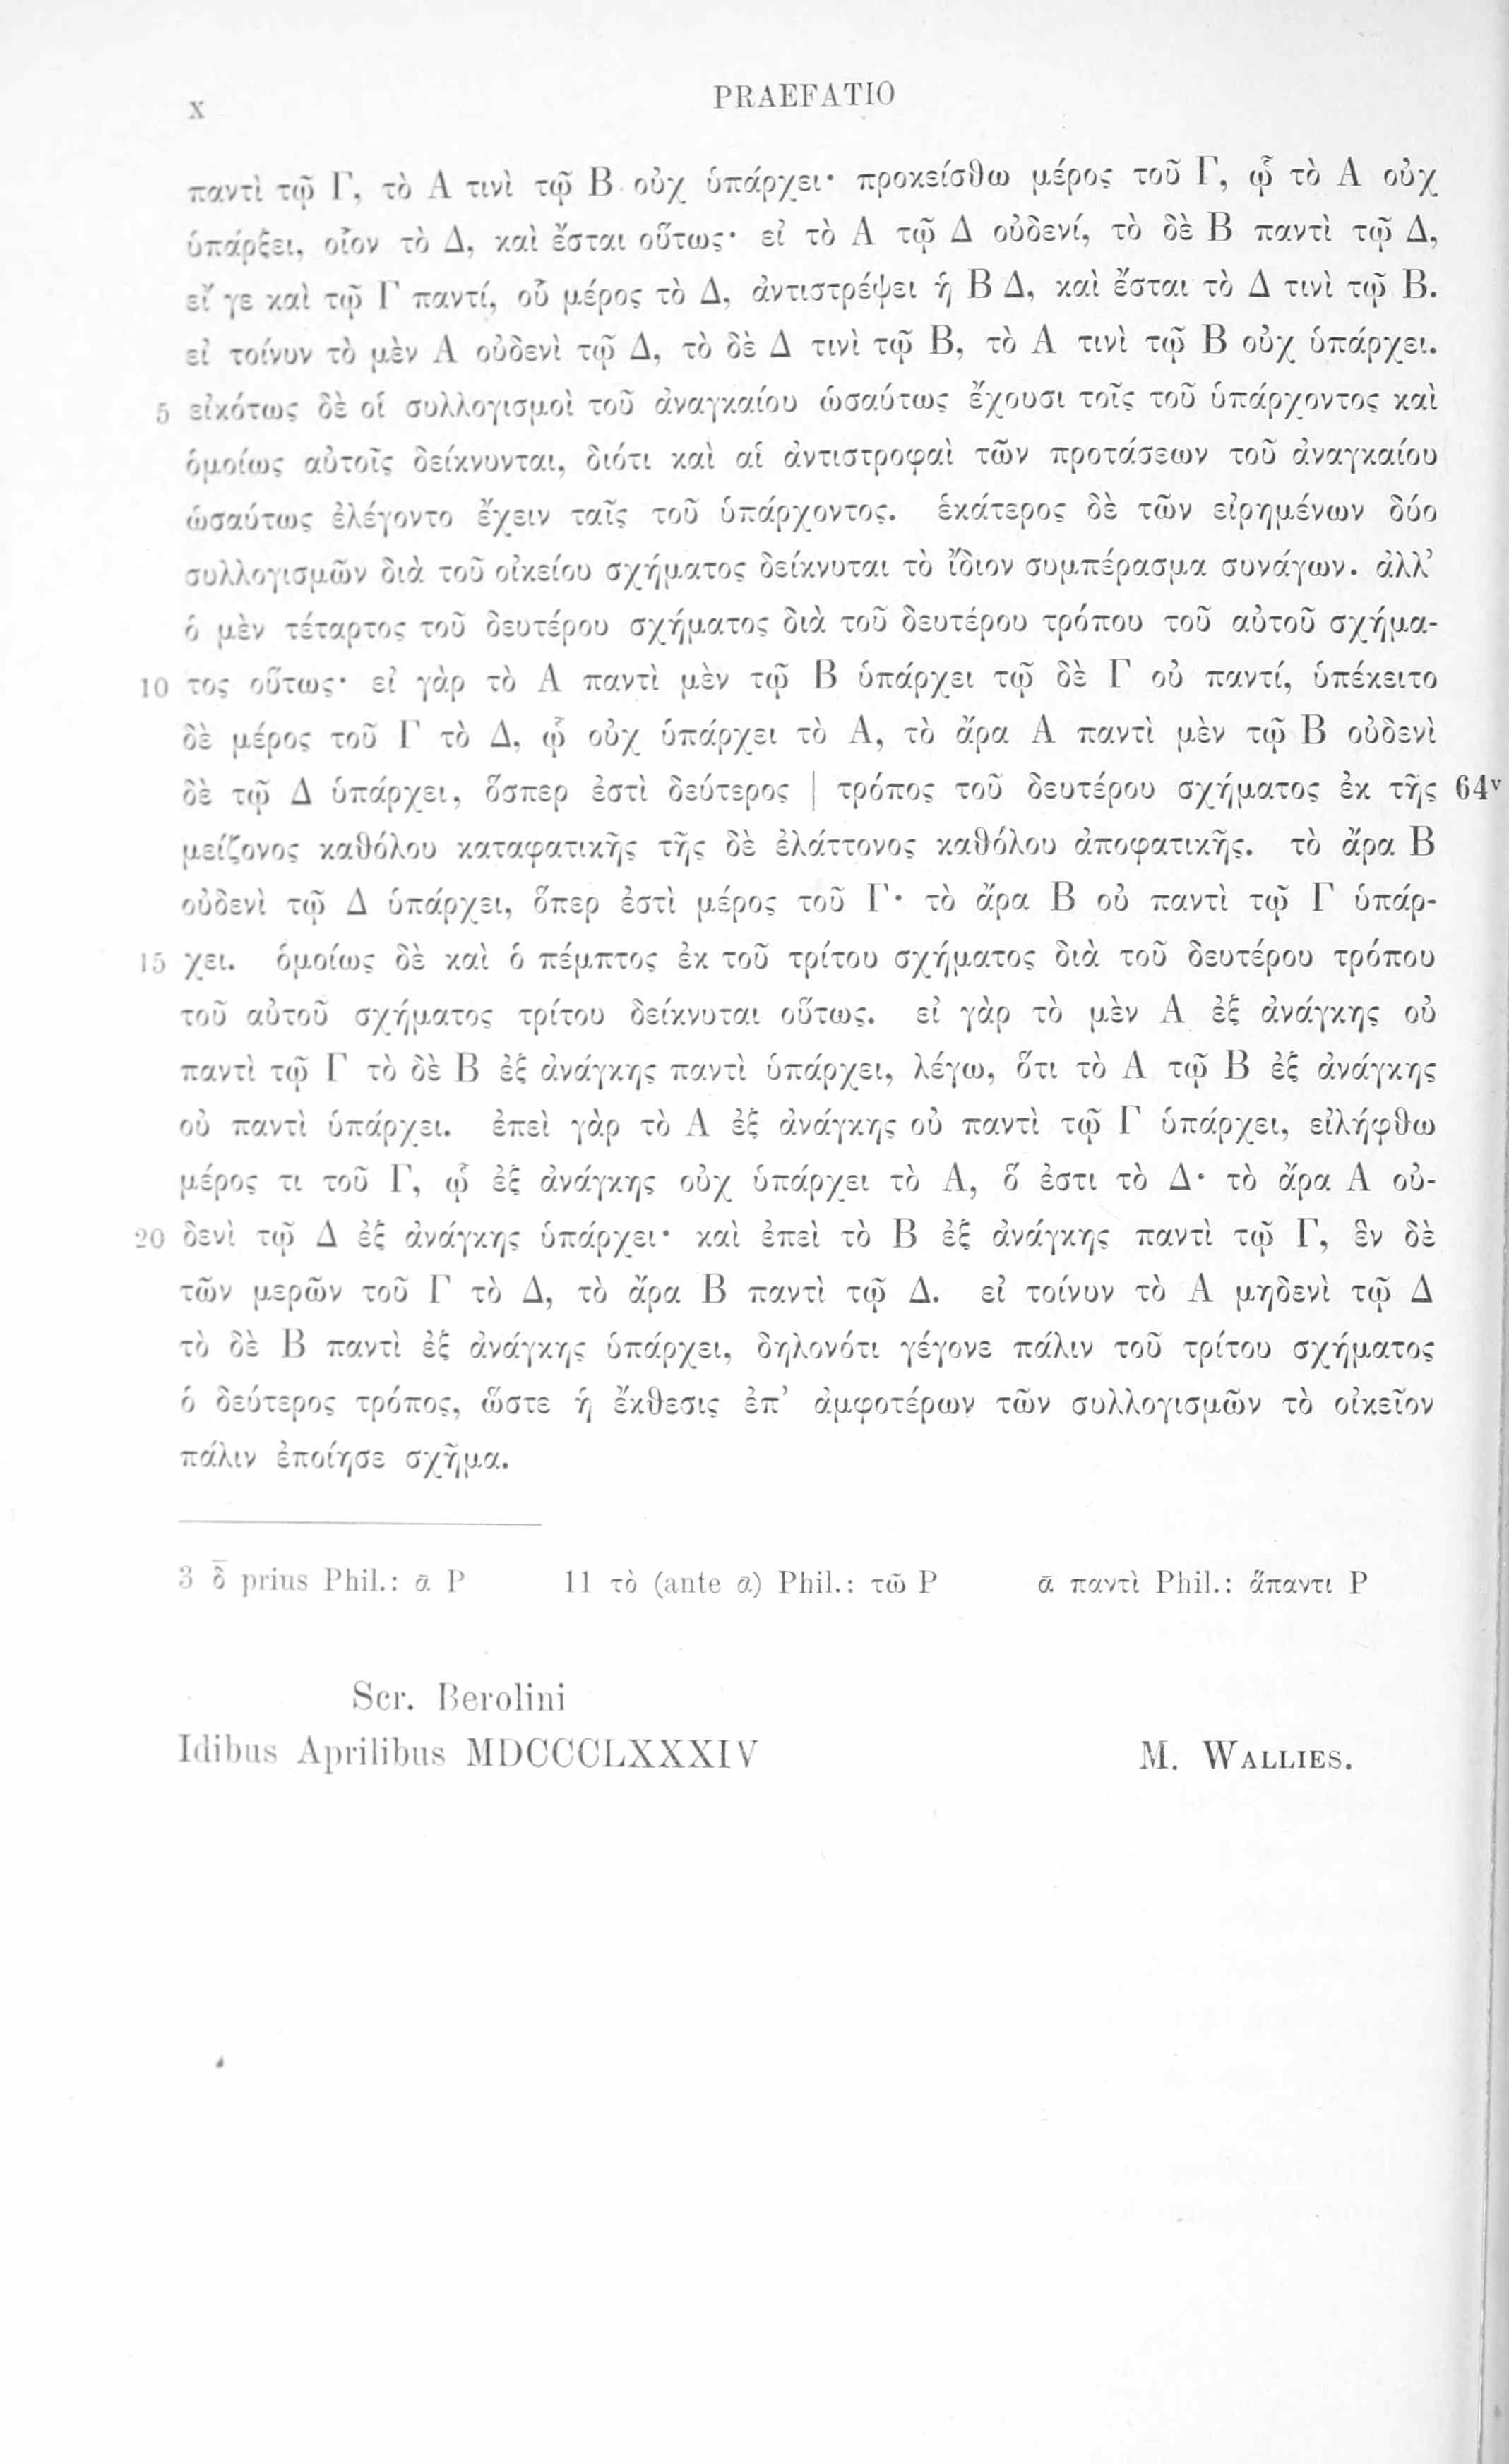 x PRAEFATIO
παντὶ τῷ Γ, τὸ Α τινὶ τῷ Β οὐχ ὑπάρχει· προκείσθω μέρος τοῦ Γ, ᾧ τὸ Α οὐχ
ὑπάρξει, οἷον τὸ Δ, καὶ ἔσται οὕτως· εἰ τὸ Α τῷ Δ οὐδενί, τὸ δὲ Β παντὶ τῷ Δ,
εἴ γε καὶ τῷ Γ παντί, οὗ μέρος τὸ Δ, ἀντιστρέψει ἡ Β Δ, καὶ ἔσται τὸ Δ τινὶ τῷ Β.
εἰ τοίνυν τὸ μὲν Α οὐδενὶ τῷ Δ, τὸ δὲ Δ τινὶ τῷ Β, τὸ Α τινὶ τῷ Β οὐχ ὑπάρχει.
5 εἰκότως δὲ οἱ συλλογισμοὶ τοῦ ἀναγκαίου ὡσαύτως ἔχουσι τοῖς τοῦ ὑπάρχοντος καὶ
ὁμοίως αὐτοῖς δείκνυνται, διότι καὶ αἱ ἀντιστροφαὶ τῶν προτάσεων τοῦ ἀναγκαίου
ὡσαύτως ἐλέγοντο ἔχειν ταῖς τοῦ ὑπάρχοντος. ἑκάτερος δὲ τῶν εἰρημένων δύο
συλλογισμῶν διὰ τοῦ οἰκείου σχήματος δείκνυται τὸ ἴδιον συμπέρασμα συνάγων. ἀλλ’
ὁ μὲν τέταρτος τοῦ δευτέρου σχήματος διὰ τοῦ δευτέρου τρόπου τοῦ αὐτοῦ σχήμα-
10 τος οὕτως· εἰ γὰρ τὸ Α παντὶ μὲν τῷ Β ὑπάρχει τῷ δὲ Γ οὐ παντί, ὑπέκειτο
δὲ μέρος τοῦ Γ τὸ Δ, ᾧ οὐχ ὑπάρχει τὸ Α, τὸ ἄρα Α παντὶ μὲν τῷ Β οὐδενὶ
δὲ τῷ Δ ὑπάρχει, ὅσπερ ἐστὶ δεύτερος | τρόπος τοῦ δευτέρου σχήματος ἐκ τῆς 64v
μείζονος καθόλου καταφατικῆς τῆς δὲ ἐλάττονος καθόλου ἀποφατικῆς. τὸ ἄρα Β
οὐδενὶ τῷ Δ ὑπάρχει, ὅπερ ἐστὶ μέρος τοῦ Γ· τὸ ἄρα Β οὐ παντὶ τῷ Γ ὑπάρ-
15 χει. ὁμοίως δὲ καὶ ὁ πέμπτος ἐκ τοῦ τρίτου σχήματος διὰ τοῦ δευτέρου τρόπου
τοῦ αὐτοῦ σχήματος τρίτου δείκνυται οὕτως. εἰ γὰρ τὸ μὲν Α ἐξ ἀνάγκης οὐ
παντὶ τῷ Γ τὸ δὲ Β ἐξ ἀνάγκης παντὶ ὑπάρχει, λέγω, ὅτι τὸ Α τῷ Β ἐξ ἀνάγκης
οὐ παντὶ ὑπάρχει. ἐπεὶ γὰρ τὸ Α ἐξ ἀνάγκης οὐ παντὶ τῷ Γ ὑπάρχει, εἰλήφθω
μέρος τι τοῦ Γ, ᾧ ἐξ ἀνάγκης οὐχ ὑπάρχει τὸ Α, ὅ ἐστι τὸ Δ· τὸ ἄρα Α οὐ-
20 δενὶ τῷ Δ ἐξ ἀνάγκης ὑπάρχει· καὶ ἐπεὶ τὸ Β ἐξ ἀνάγκης παντὶ τῷ Γ, ἓν δὲ
τῶν μερῶν τοῦ Γ τὸ Δ, τὸ ἄρα Β παντὶ τῷ Δ. εἰ τοίνυν τὸ Α μηδενὶ τῷ Δ
τὸ δὲ Β παντὶ ἐξ ἀνάγκης ὑπάρχει, δηλονότι γέγονε πάλιν τοῦ τρίτου σχήματος
ὁ δεύτερος τρόπος, ὥστε ἡ ἔκθεσις ἐπ’ ἀμφοτέρων τῶν συλλογισμῶν τὸ οἰκεῖον
πάλιν ἐποίησε σχῆμα.
3 δ̄ prius Phil.: ᾱ P 11 τὸ (ante ᾱ) Phil.: τῶ P ᾱ παντὶ Phil.: ἅπαντι P
Scr. Berolini
Idibus Aprilibus MDCCCLXXXIV M. WALLIES.